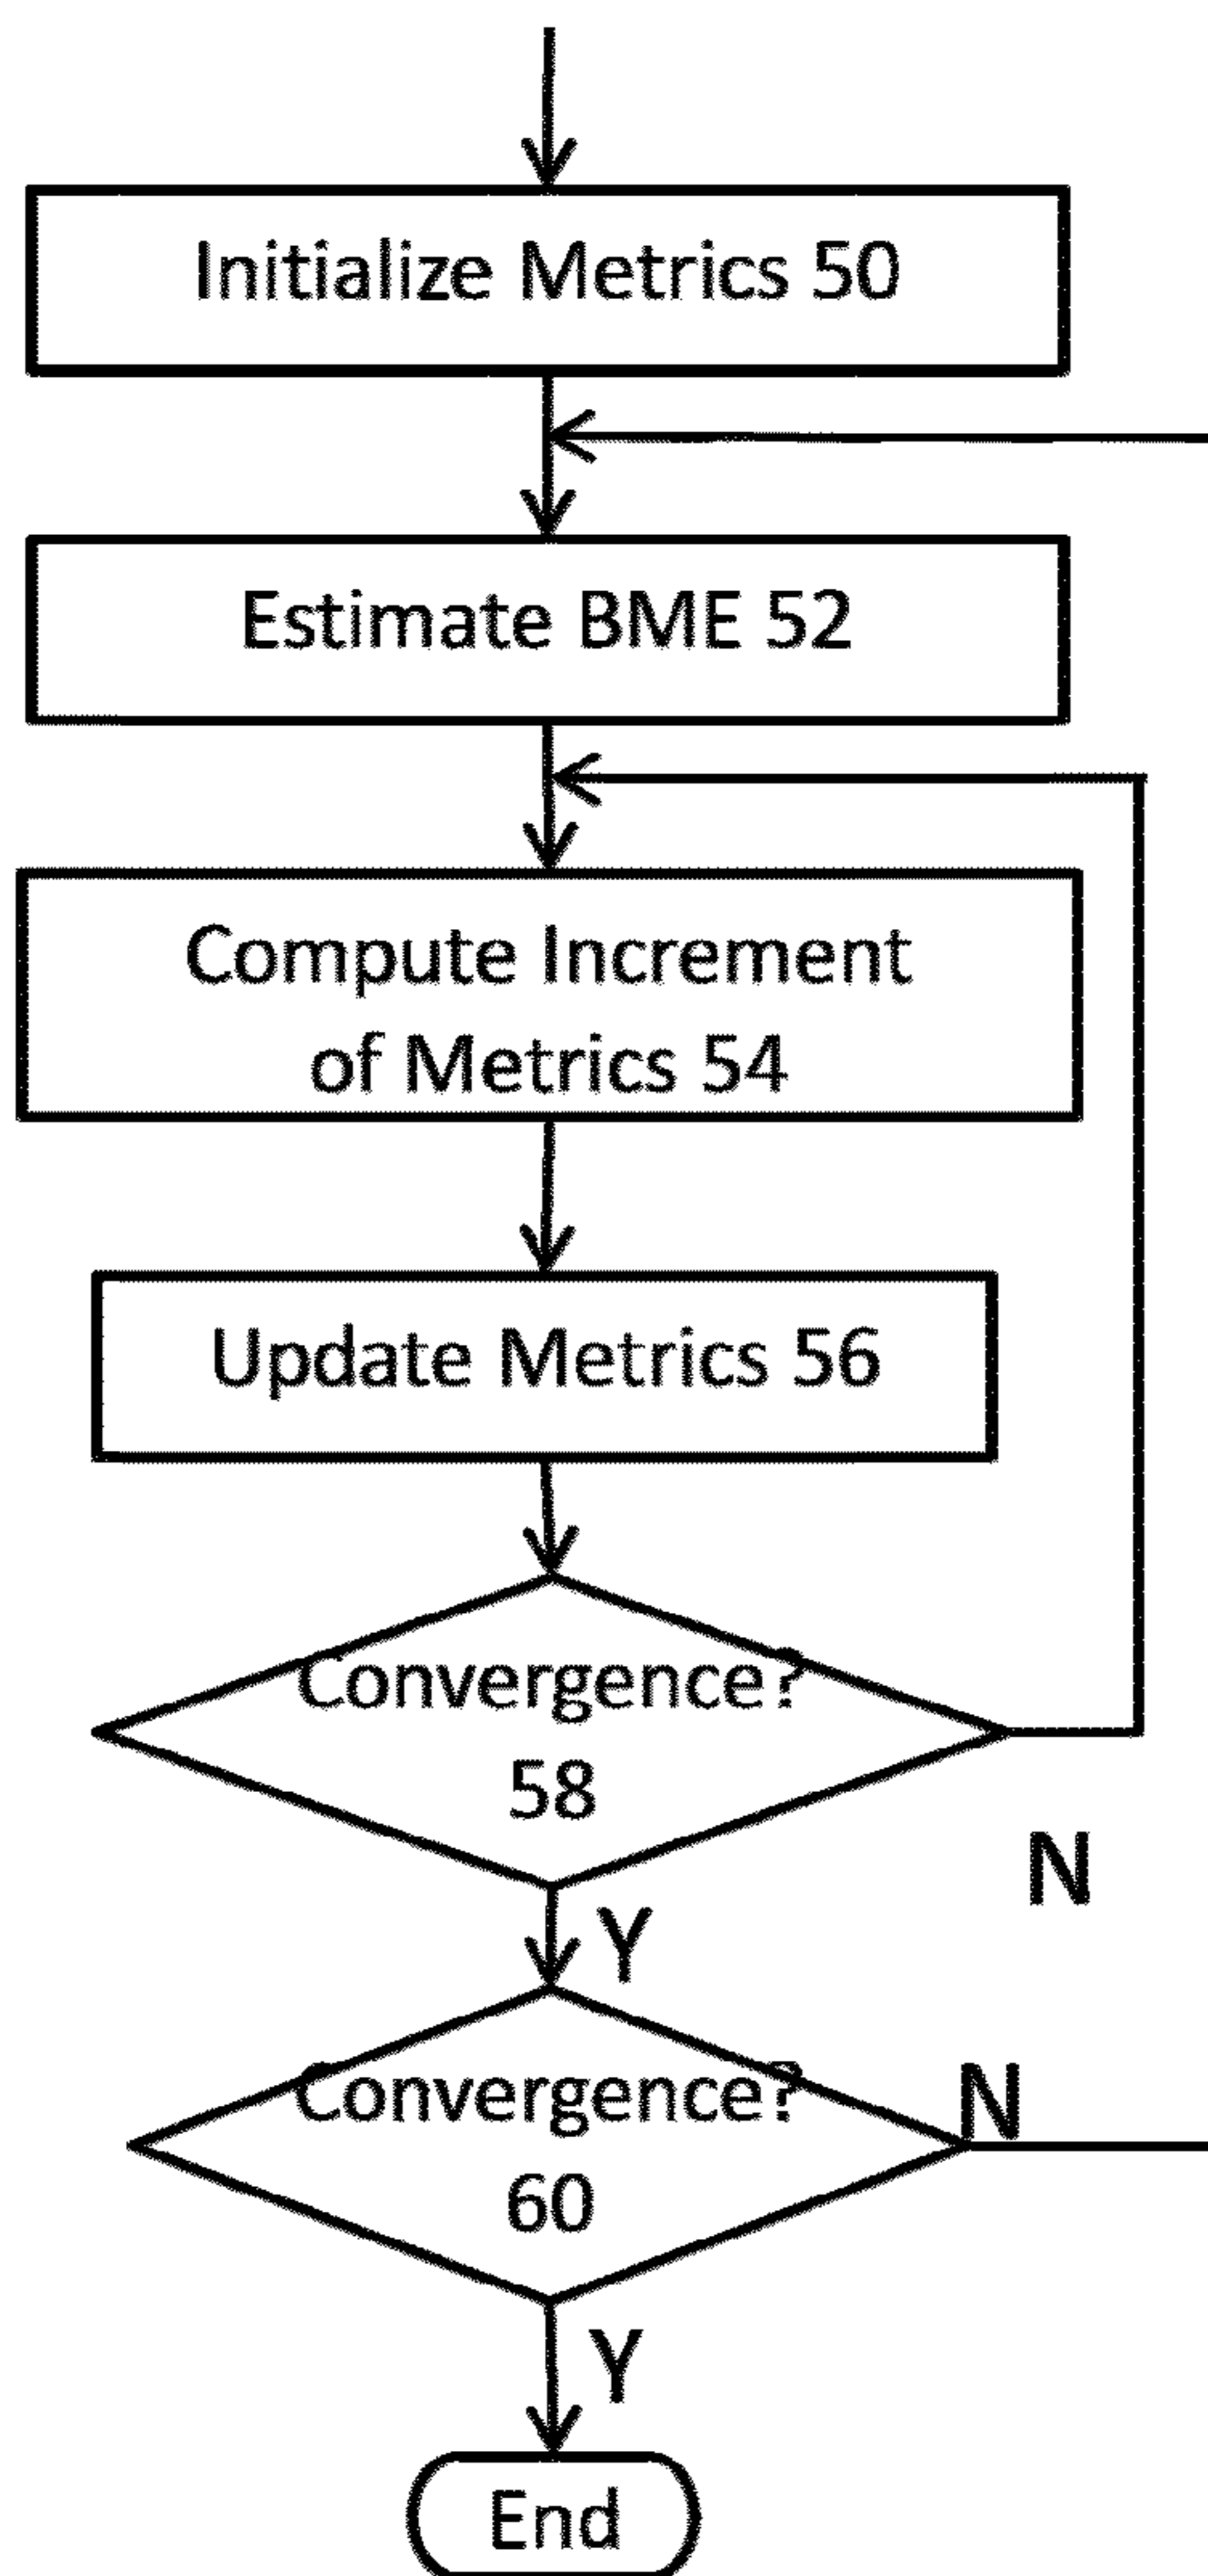 Initialize Metrics 50
Estimate BME 52
Compute Increment
of Metrics 54
Update Metrics 56
Convergence?
58
N
Y
Convergence?
60
N
Y
End